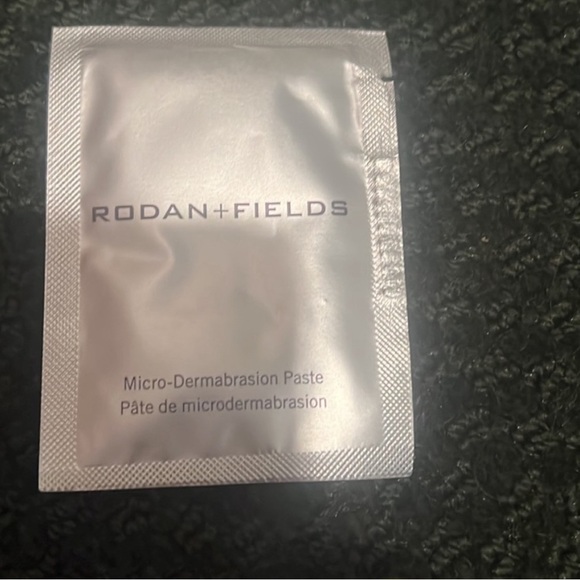 RODAN+FIELDS
Micro-Dermabrasion Paste
Pâte de microdermabrasion